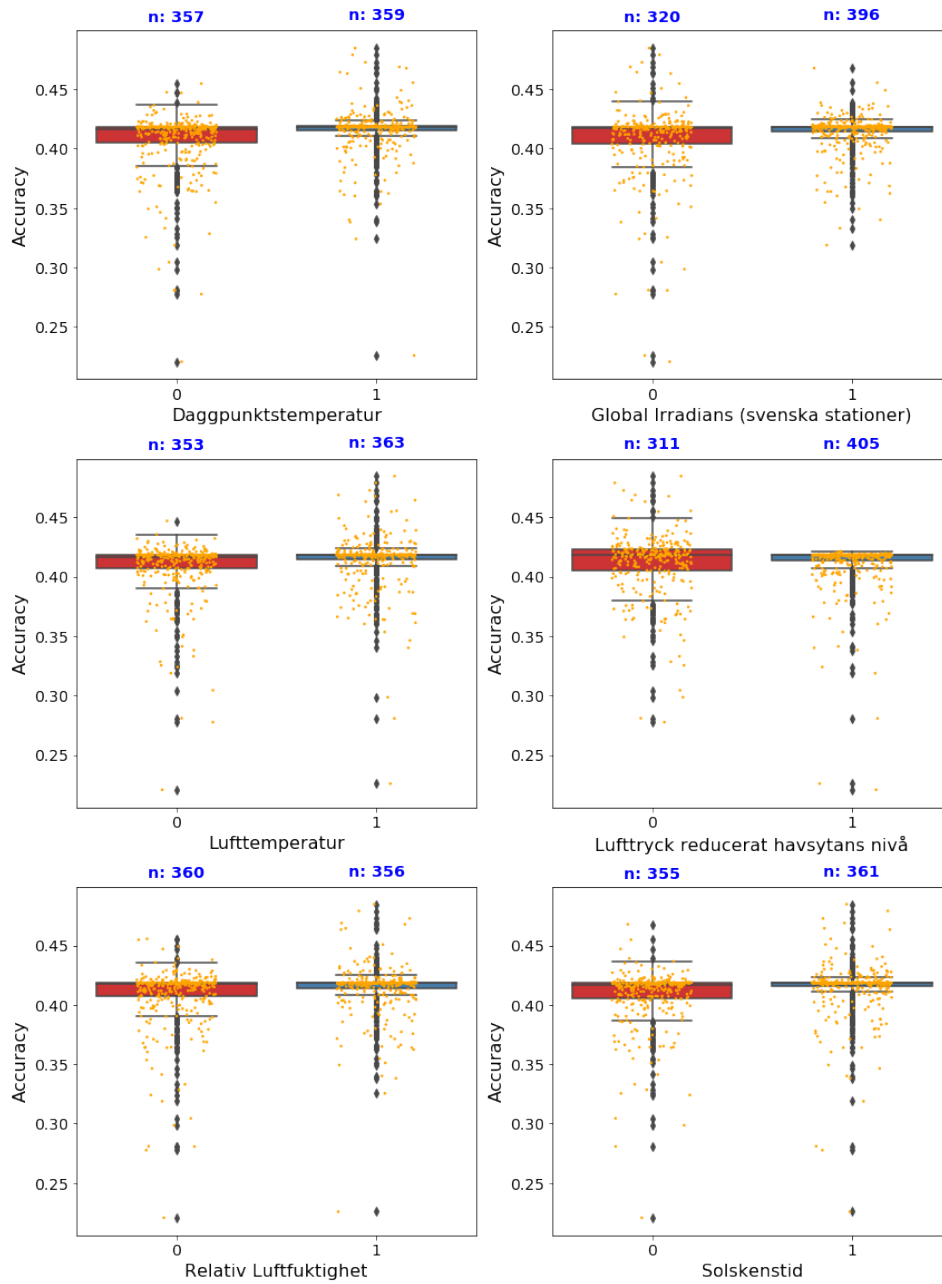 n: 357 n: 359
Accuracy
0.45
0.40
0.35
0.30
0.25
0 1
Daggpunktstemperatur
n: 320 n: 396
Accuracy
0.45
0.40
0.35
0.30
0.25
0 1
Global Irradians (svenska stationer)
n: 353 n: 363
Accuracy
0.45
0.40
0.35
0.30
0.25
0 1
Lufttemperatur
n: 311 n: 405
Accuracy
0.45
0.40
0.35
0.30
0.25
0 1
Lufttryck reducerat havsytans nivå
n: 360 n: 356
Accuracy
0.45
0.40
0.35
0.30
0.25
0 1
Relativ Luftfuktighet
n: 355 n: 361
Accuracy
0.45
0.40
0.35
0.30
0.25
0 1
Solskenstid